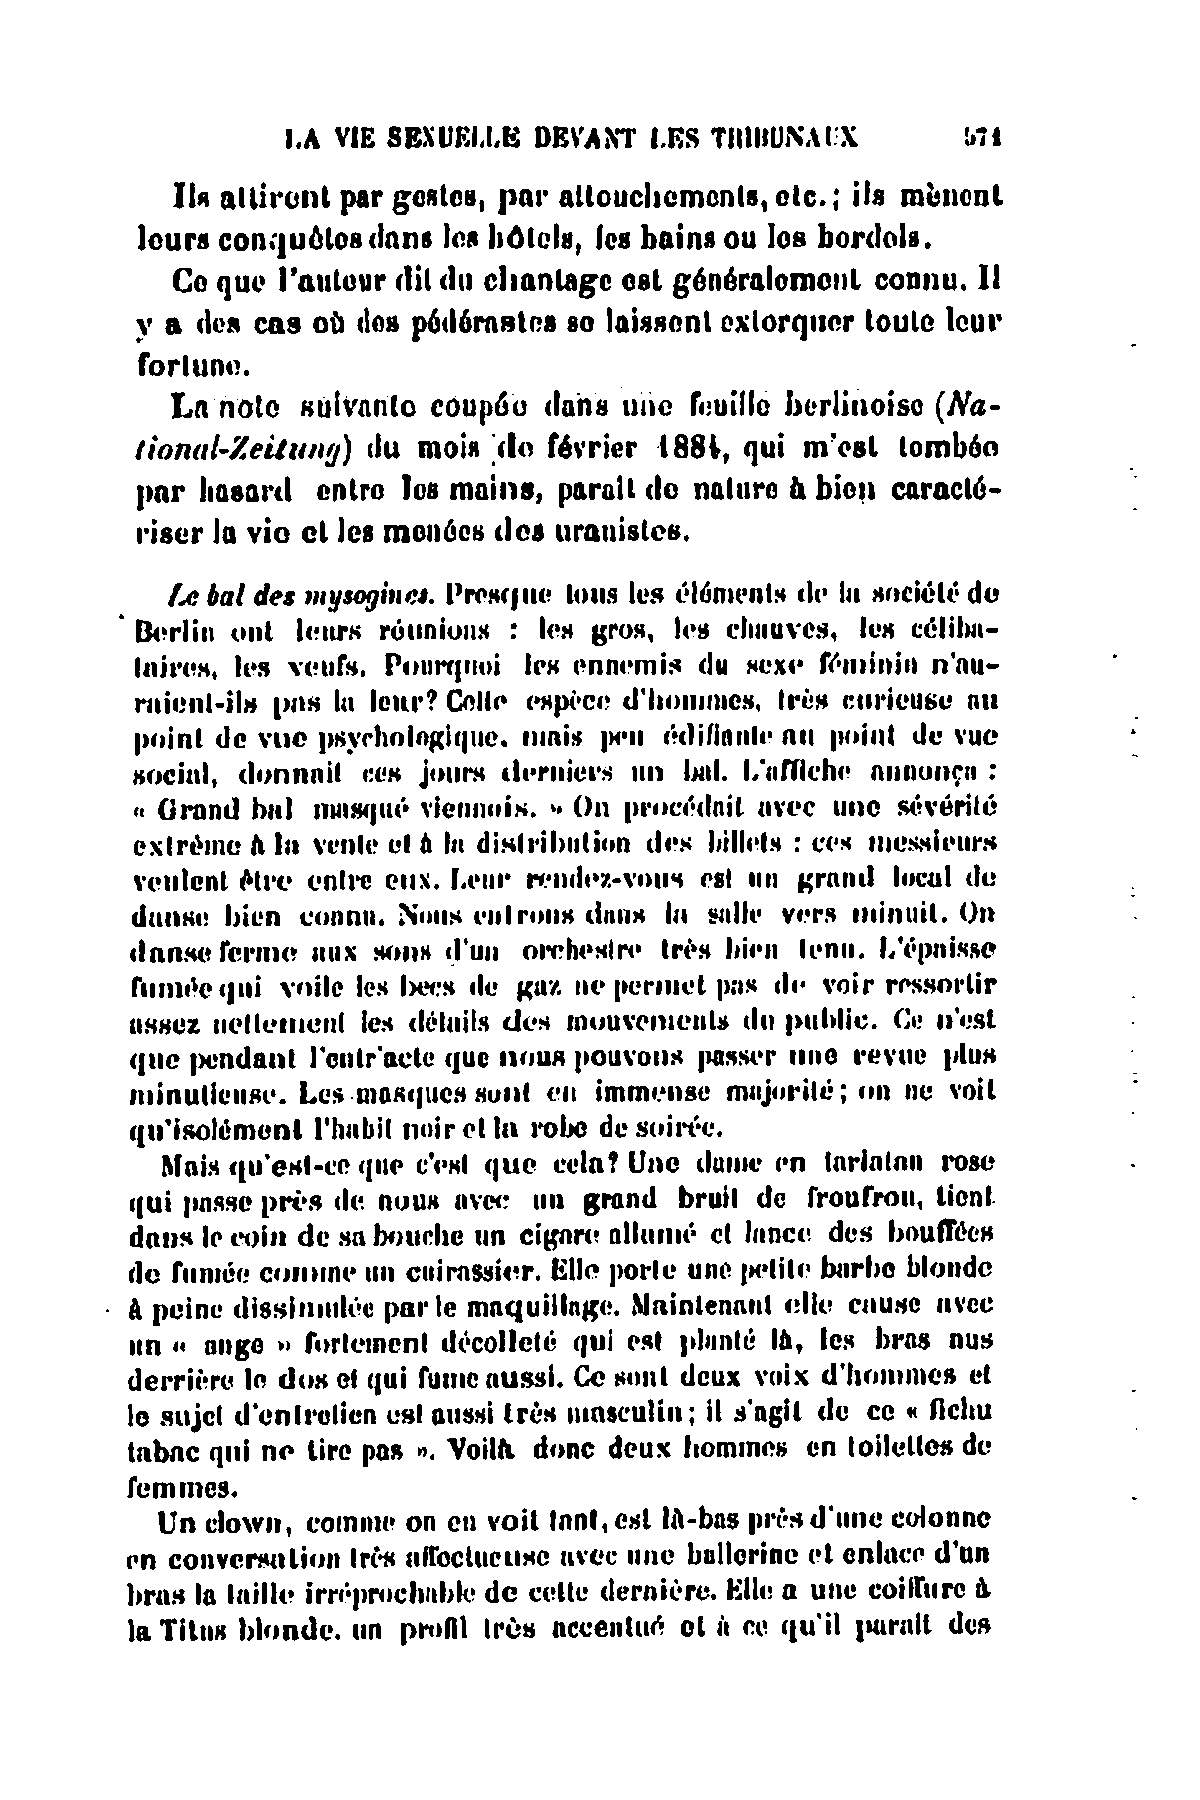 LA VIE SEXUELLE DEVANT LES TRIBUNAUX 571
Ils attirent par gestes, par attouchements, etc. ; ils mènent
leurs conquêtes dans les hôtels, les bains ou les bordels.
Ce que l'auteur dit du chantage est généralement connu. Il
y a des cas où des pédérastes se laissent extorquer toute leur
fortune.
La note suivante coupée dans une feuille berlinoise (Na-
tional-Zeitung) du mois de février 1884, qui m'est tombée
par hasard entre les mains, paraît de nature à bien caracté-
riser la vie et les menées des uranistes.
Le bal des mysogines. Presque tous les éléments de la société de
Berlin ont leurs réunions : les gros, les chauves, les céliba-
taires, les veufs. Pourquoi les ennemis du sexe féminin n'au-
raient-ils pas la leur? Cette espèce d'hommes, très curieuse au
point de vue psychologique, mais peu édifiante au point de vue
social, donnait ces jours derniers un bal. L'affiche annonça :
« Grand bal masqué viennois. » On procédait avec une sévérité
extrême à la vente et à la distribution des billets : ces messieurs
veulent être entre eux. Leur rendez-vous est un grand local de
danse bien connu. Nous entrons dans la salle vers minuit. On
danse ferme aux sons d'un orchestre très bien tenu. L'épaisse
fumée qui voile les becs de gaz ne permet pas de voir ressortir
assez nettement les détails des mouvements du public. Ce n'est
que pendant l'entr'acte que nous pouvons passer une revue plus
minutieuse. Les masques sont en immense majorité ; on ne voit
qu'isolément l'habit noir et la robe de soirée.
Mais qu'est-ce que c'est que cela? Une dame en tarlatan rose
qui passe près de nous avec un grand bruit de froufrou, tient
dans le coin de sa bouche un cigare allumé et lance des bouffées
de fumée comme un cuirassier. Elle porte une petite barbe blonde
à peine dissimulée par le maquillage. Maintenant elle cause avec
un « ange » fortement décolleté qui est planté là, les bras nus
derrière le dos et qui fume aussi. Ce sont deux voix d'hommes et
le sujet d'entretien est aussi très masculin ; il s'agit de ce « fichu
tabac qui ne tire pas ». Voilà donc deux hommes en toilettes de
femmes.
Un clown, comme on en voit tant, est là-bas près d'une colonne
en conversation très affectueuse avec une ballerine et enlace d'un
bras la taille irréprochable de cette dernière. Elle a une coiffure à
la Titus blonde, un profil très accentué et à ce qu'il paraît des